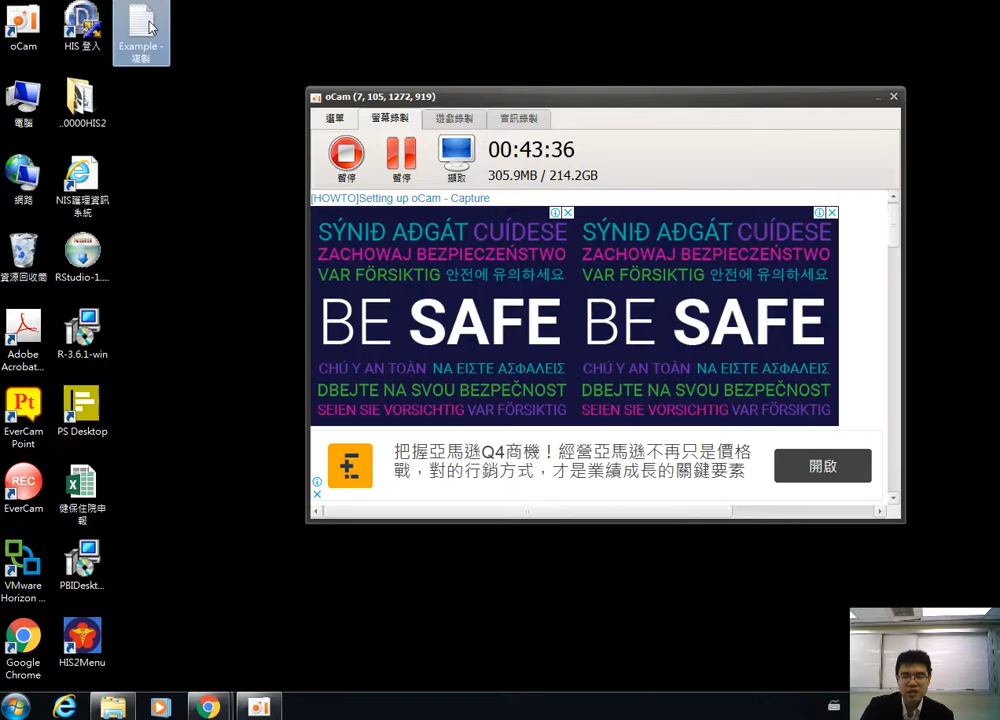 oCam
HIS 登入
Example -
複製
電腦
..0000HIS2
網路
NIS護理資訊
系統
資源回收筒
RStudio-1....
Adobe
Acrobat...
R-3.6.1-win
Pt
EverCam
Point
PS Desktop
REC
EverCam
健保住院申
報
VMware
Horizon ...
PBIDeskt...
Google
Chrome
HIS2Menu
oCam (7, 105, 1272, 919)
選單
螢幕錄製
遊戲錄製
音訊錄製
暫停
暫停
擷取
00:43:36
305.9MB / 214.2GB
[HOWTO]Setting up oCam - Capture
SÝNIÐ AÐGÁT CUÍDESE
ZACHOWAJ BEZPIECZEŃSTWO
VAR FÖRSIKTIG 안전에 유의하세요
BE SAFE
CHÚ Ý AN TOÀN ΝΑ ΕΙΣΤΕ ΑΣΦΑΛΕΙΣ
DBEJTE NA SVOU BEZPEČNOST
SEIEN SIE VORSICHTIG VAR FÖRSIKTIG
SÝNIÐ AÐGÁT CUÍDESE
ZACHOWAJ BEZPIECZEŃSTWO
VAR FÖRSIKTIG 안전에 유의하세요
BE SAFE
CHÚ Ý AN TOÀN ΝΑ ΕΙΣΤΕ ΑΣΦΑΛΕΙΣ
DBEJTE NA SVOU BEZPEČNOST
SEIEN SIE VORSICHTIG VAR FÖRSIKTIG
把握亞馬遜Q4商機！經營亞馬遜不再只是價格
戰，對的行銷方式，才是業績成長的關鍵要素
開啟